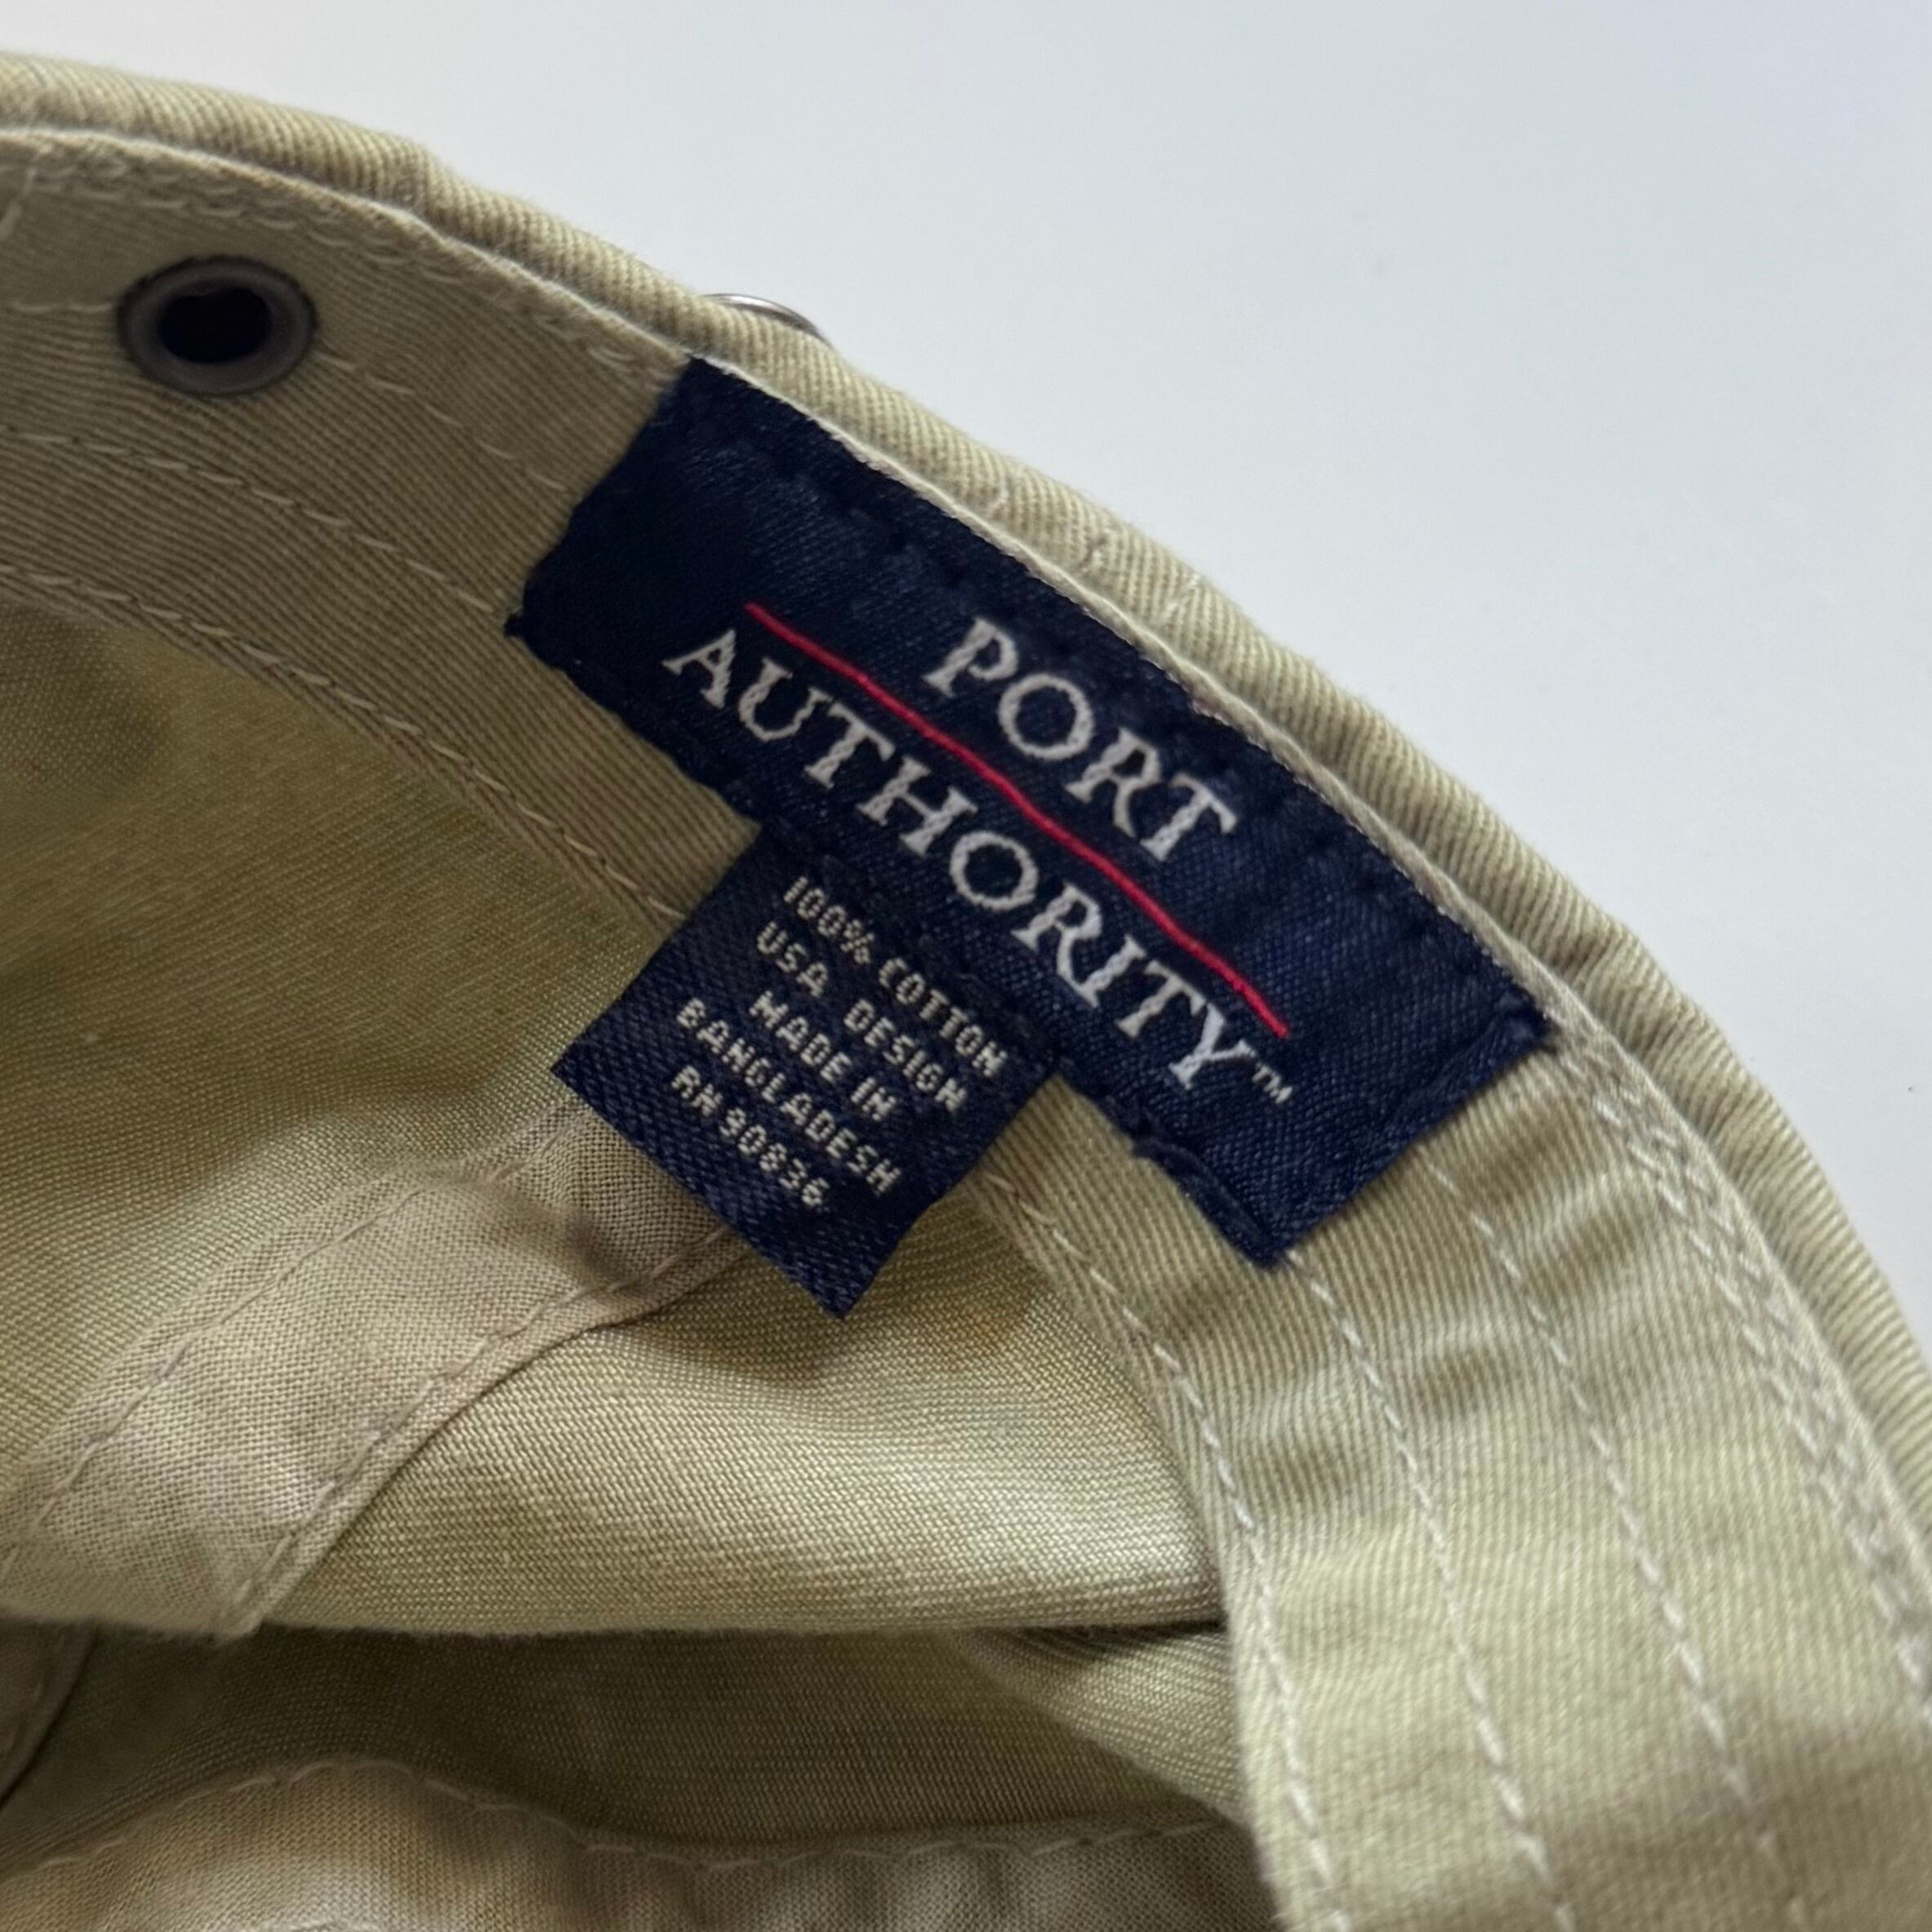 PORT
AUTHORITY™
100% COTTON
USA DESIGN
MADE IN
BANGLADESH
RN 90836